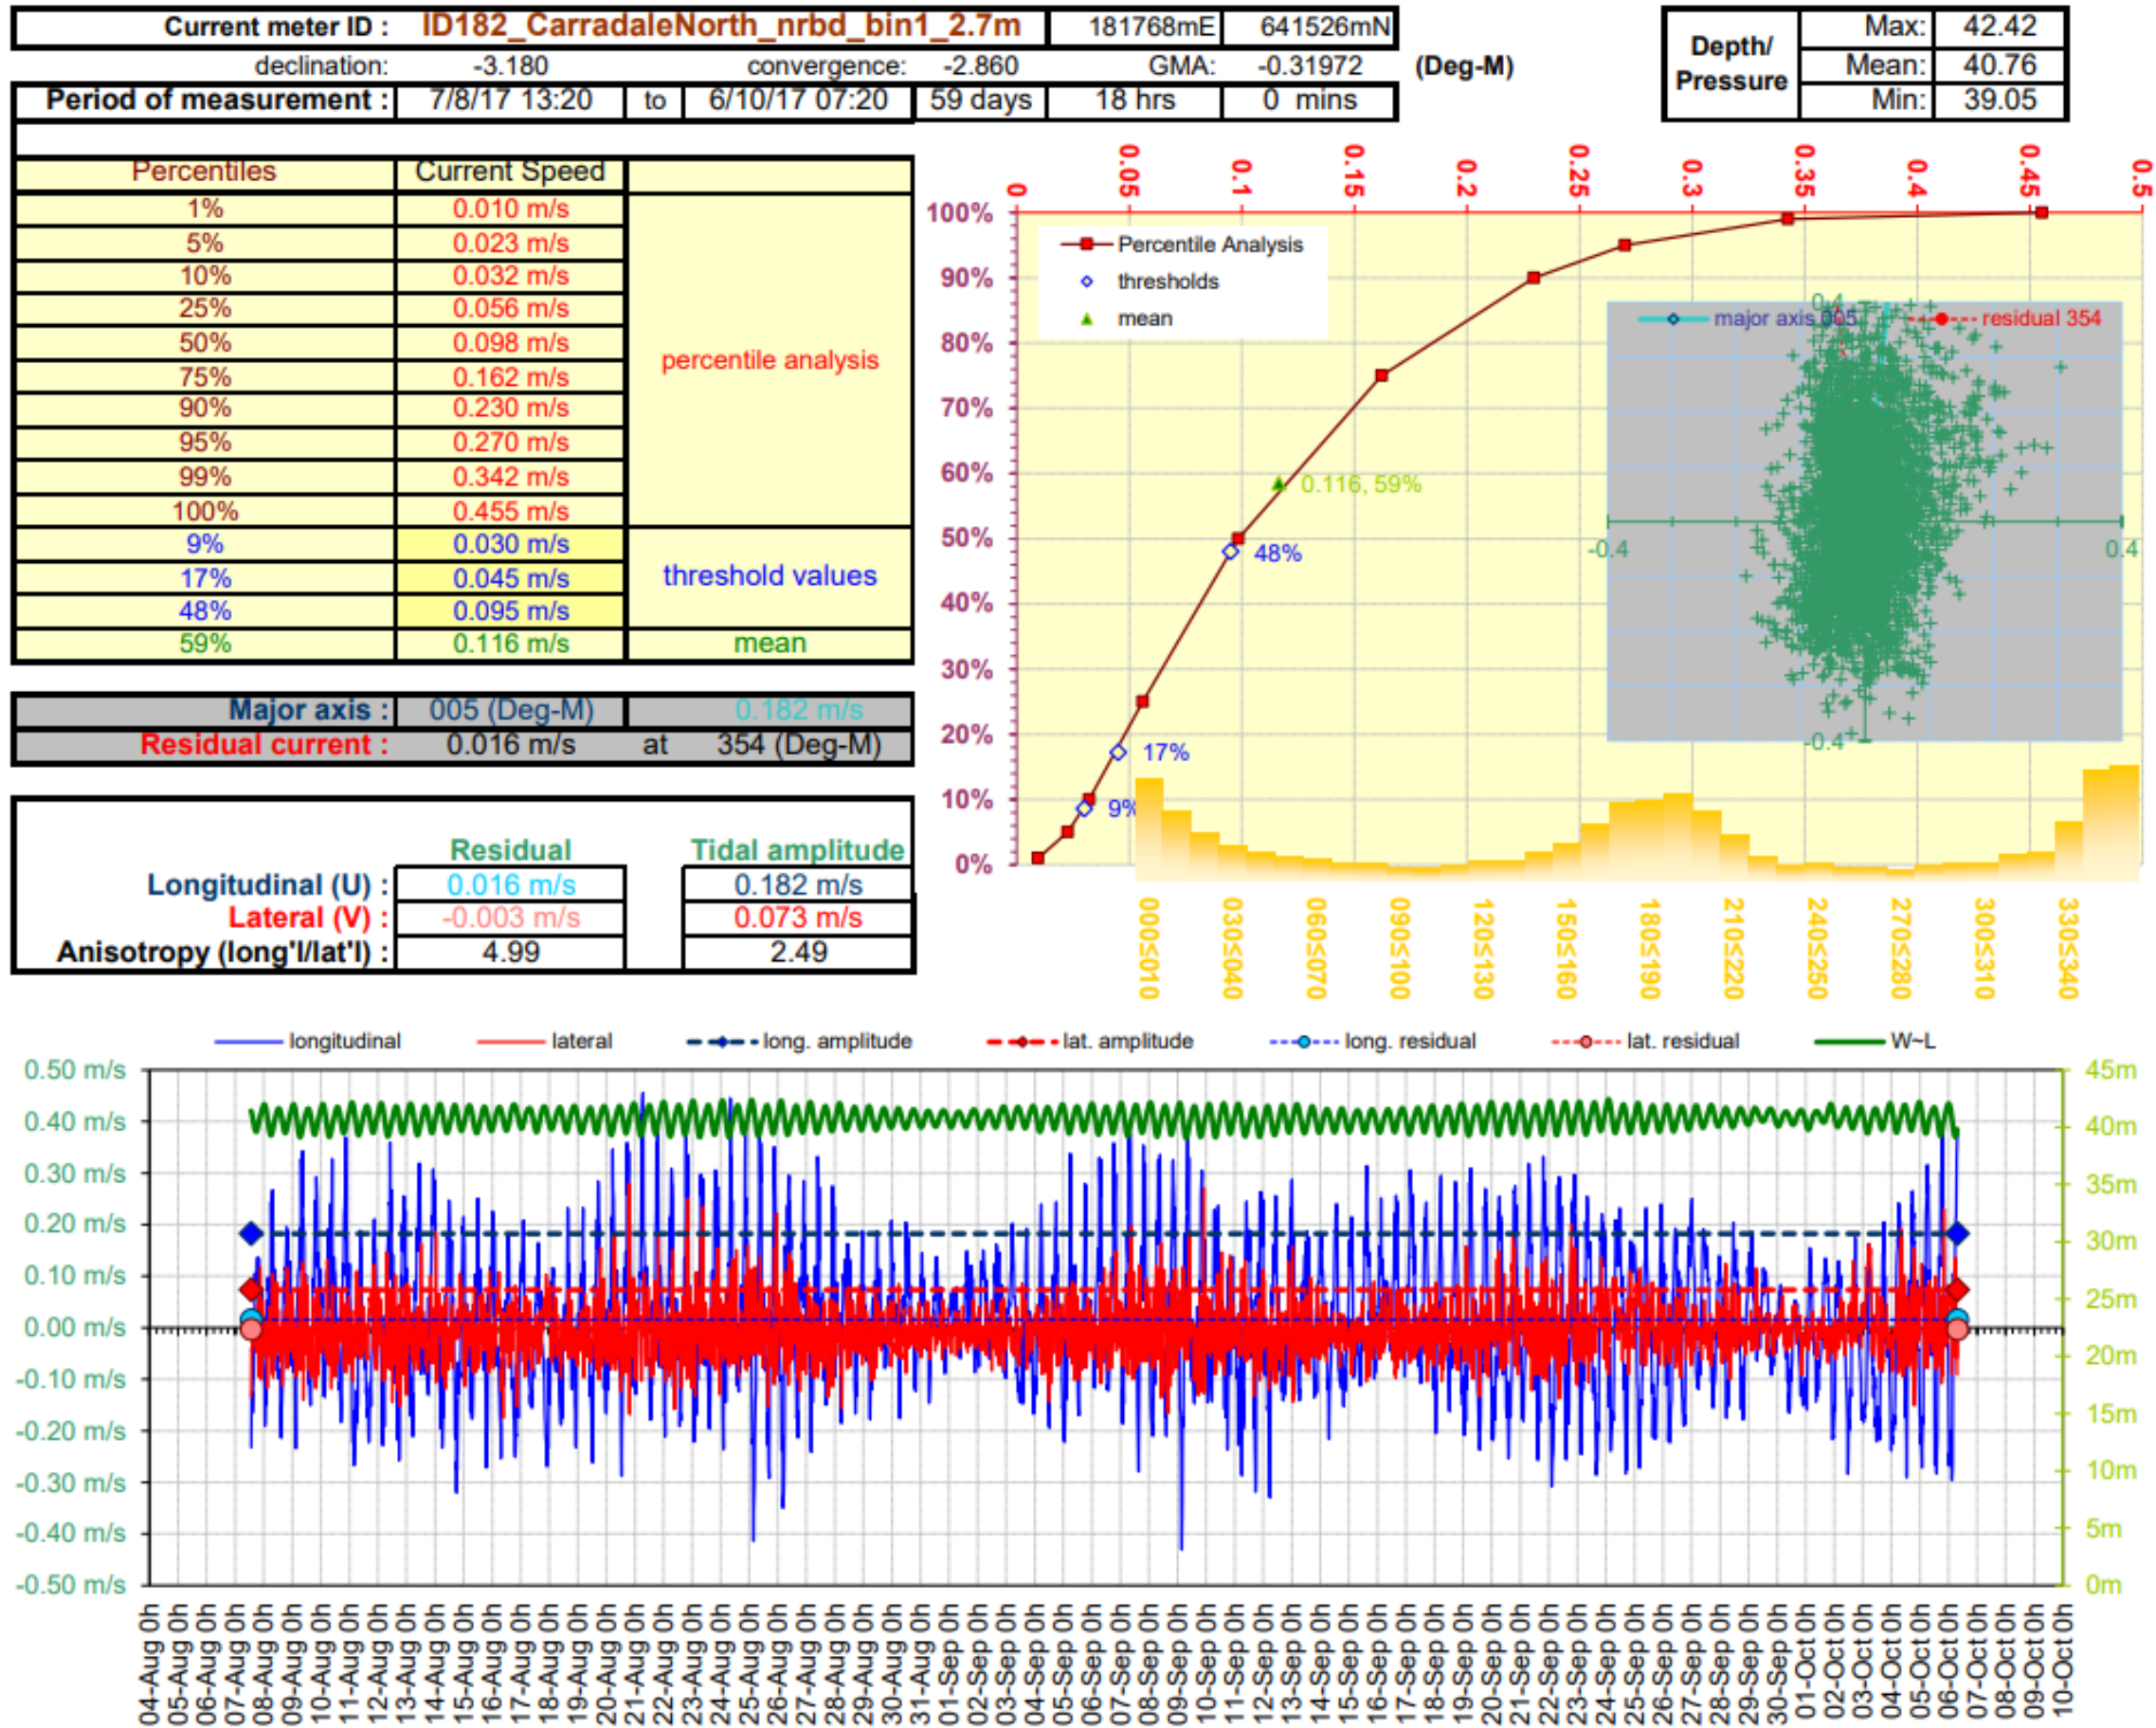 Current meter ID : ID182_CarradaleNorth_nrbd_bin1_2.7m 181768mE 641526mN
declination: -3.180 convergence: -2.860 GMA: -0.31972 (Deg-M)
Period of measurement : 7/8/17 13:20 to 6/10/17 07:20 59 days 18 hrs 0 mins
Depth/ Pressure
Max: 42.42
Mean: 40.76
Min: 39.05
Percentiles Current Speed
1% 0.010 m/s
5% 0.023 m/s
10% 0.032 m/s
25% 0.056 m/s
50% 0.098 m/s
75% 0.162 m/s
90% 0.230 m/s
95% 0.270 m/s
99% 0.342 m/s
100% 0.455 m/s
percentile analysis
9% 0.030 m/s
17% 0.045 m/s
48% 0.095 m/s
threshold values
59% 0.116 m/s mean
Major axis : 005 (Deg-M) 0.182 m/s
Residual current : 0.016 m/s at 354 (Deg-M)
Residual Tidal amplitude
Longitudinal (U) : 0.016 m/s 0.182 m/s
Lateral (V) : -0.003 m/s 0.073 m/s
Anisotropy (long'l/lat'l) : 4.99 2.49
0 0.05 0.1 0.15 0.2 0.25 0.3 0.35 0.4 0.45 0.5
100%
90%
80%
70%
60%
50%
40%
30%
20%
10%
0%
Percentile Analysis
thresholds
mean
0.116, 59%
48%
17%
9%
0.4
major axis 005 residual 354
-0.4 0.4
-0.4
000≤010 030≤040 060≤070 090≤100 120≤130 150≤160 180≤190 210≤220 240≤250 270≤280 300≤310 330≤340
longitudinal lateral long. amplitude lat. amplitude long. residual lat. residual W~L
0.50 m/s
0.40 m/s
0.30 m/s
0.20 m/s
0.10 m/s
0.00 m/s
-0.10 m/s
-0.20 m/s
-0.30 m/s
-0.40 m/s
-0.50 m/s
45m
40m
35m
30m
25m
20m
15m
10m
5m
0m
04-Aug 0h
05-Aug 0h
06-Aug 0h
07-Aug 0h
08-Aug 0h
09-Aug 0h
10-Aug 0h
11-Aug 0h
12-Aug 0h
13-Aug 0h
14-Aug 0h
15-Aug 0h
16-Aug 0h
17-Aug 0h
18-Aug 0h
19-Aug 0h
20-Aug 0h
21-Aug 0h
22-Aug 0h
23-Aug 0h
24-Aug 0h
25-Aug 0h
26-Aug 0h
27-Aug 0h
28-Aug 0h
29-Aug 0h
30-Aug 0h
31-Aug 0h
01-Sep 0h
02-Sep 0h
03-Sep 0h
04-Sep 0h
05-Sep 0h
06-Sep 0h
07-Sep 0h
08-Sep 0h
09-Sep 0h
10-Sep 0h
11-Sep 0h
12-Sep 0h
13-Sep 0h
14-Sep 0h
15-Sep 0h
16-Sep 0h
17-Sep 0h
18-Sep 0h
19-Sep 0h
20-Sep 0h
21-Sep 0h
22-Sep 0h
23-Sep 0h
24-Sep 0h
25-Sep 0h
26-Sep 0h
27-Sep 0h
28-Sep 0h
29-Sep 0h
30-Sep 0h
01-Oct 0h
02-Oct 0h
03-Oct 0h
04-Oct 0h
05-Oct 0h
06-Oct 0h
07-Oct 0h
08-Oct 0h
09-Oct 0h
10-Oct 0h